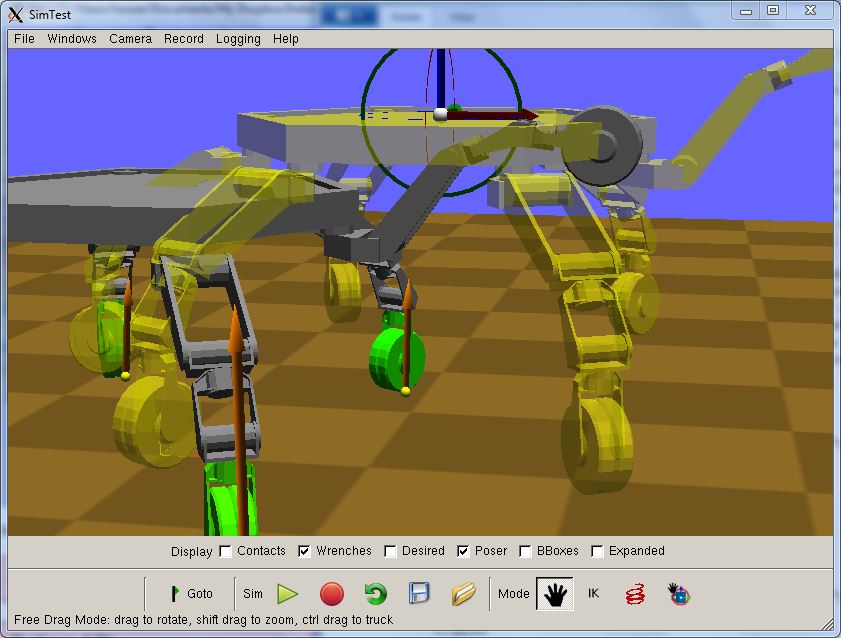 SimTest
File Windows Camera Record Logging Help
Display Contacts Wrenches Desired Poser BBoxes Expanded
Goto Sim Mode IK
Free Drag Mode: drag to rotate, shift drag to zoom, ctrl drag to truck